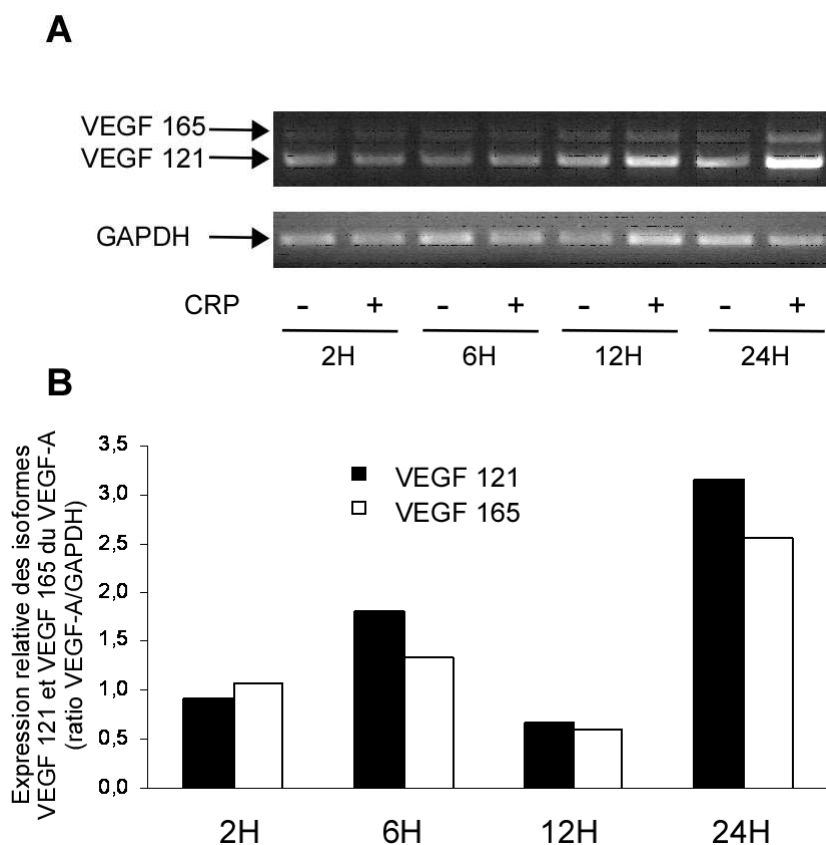 A
VEGF 165
VEGF 121
GAPDH
CRP - + - + - + - +
2H 6H 12H 24H
B
Expression relative des isoformes
VEGF 121 et VEGF 165 du VEGF-A
(ratio VEGF-A/GAPDH)
3,5
3,0
2,5
2,0
1,5
1,0
0,5
0,0
VEGF 121
VEGF 165
2H 6H 12H 24H